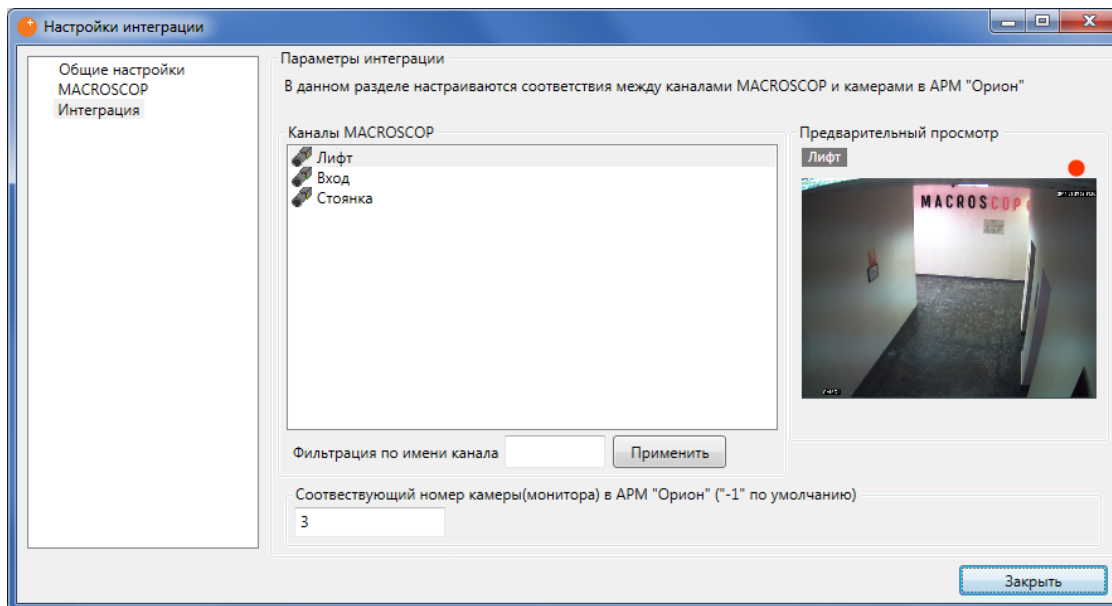 Настройки интеграции
Общие настройки
MACROSCOP
Интеграция
Параметры интеграции
В данном разделе настраиваются соответствия между каналами MACROSCOP и камерами в АРМ "Орион"
Каналы MACROSCOP
Лифт
Вход
Стоянка
Фильтрация по имени канала
Применить
Предварительный просмотр
Лифт
MACROSCOP
Соотвествующий номер камеры(монитора) в АРМ "Орион" ("-1" по умолчанию)
3
Закрыть